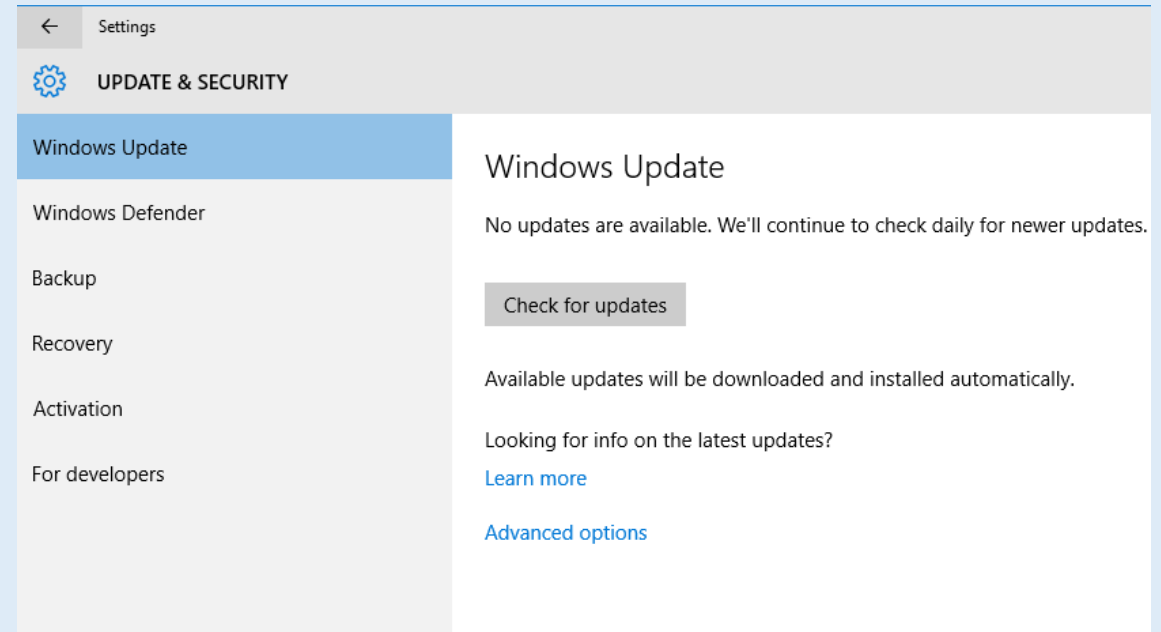 Settings
UPDATE & SECURITY
Windows Update
Windows Defender
Backup
Recovery
Activation
For developers
Windows Update
No updates are available. We'll continue to check daily for newer updates.
Check for updates
Available updates will be downloaded and installed automatically.
Looking for info on the latest updates?
Learn more
Advanced options